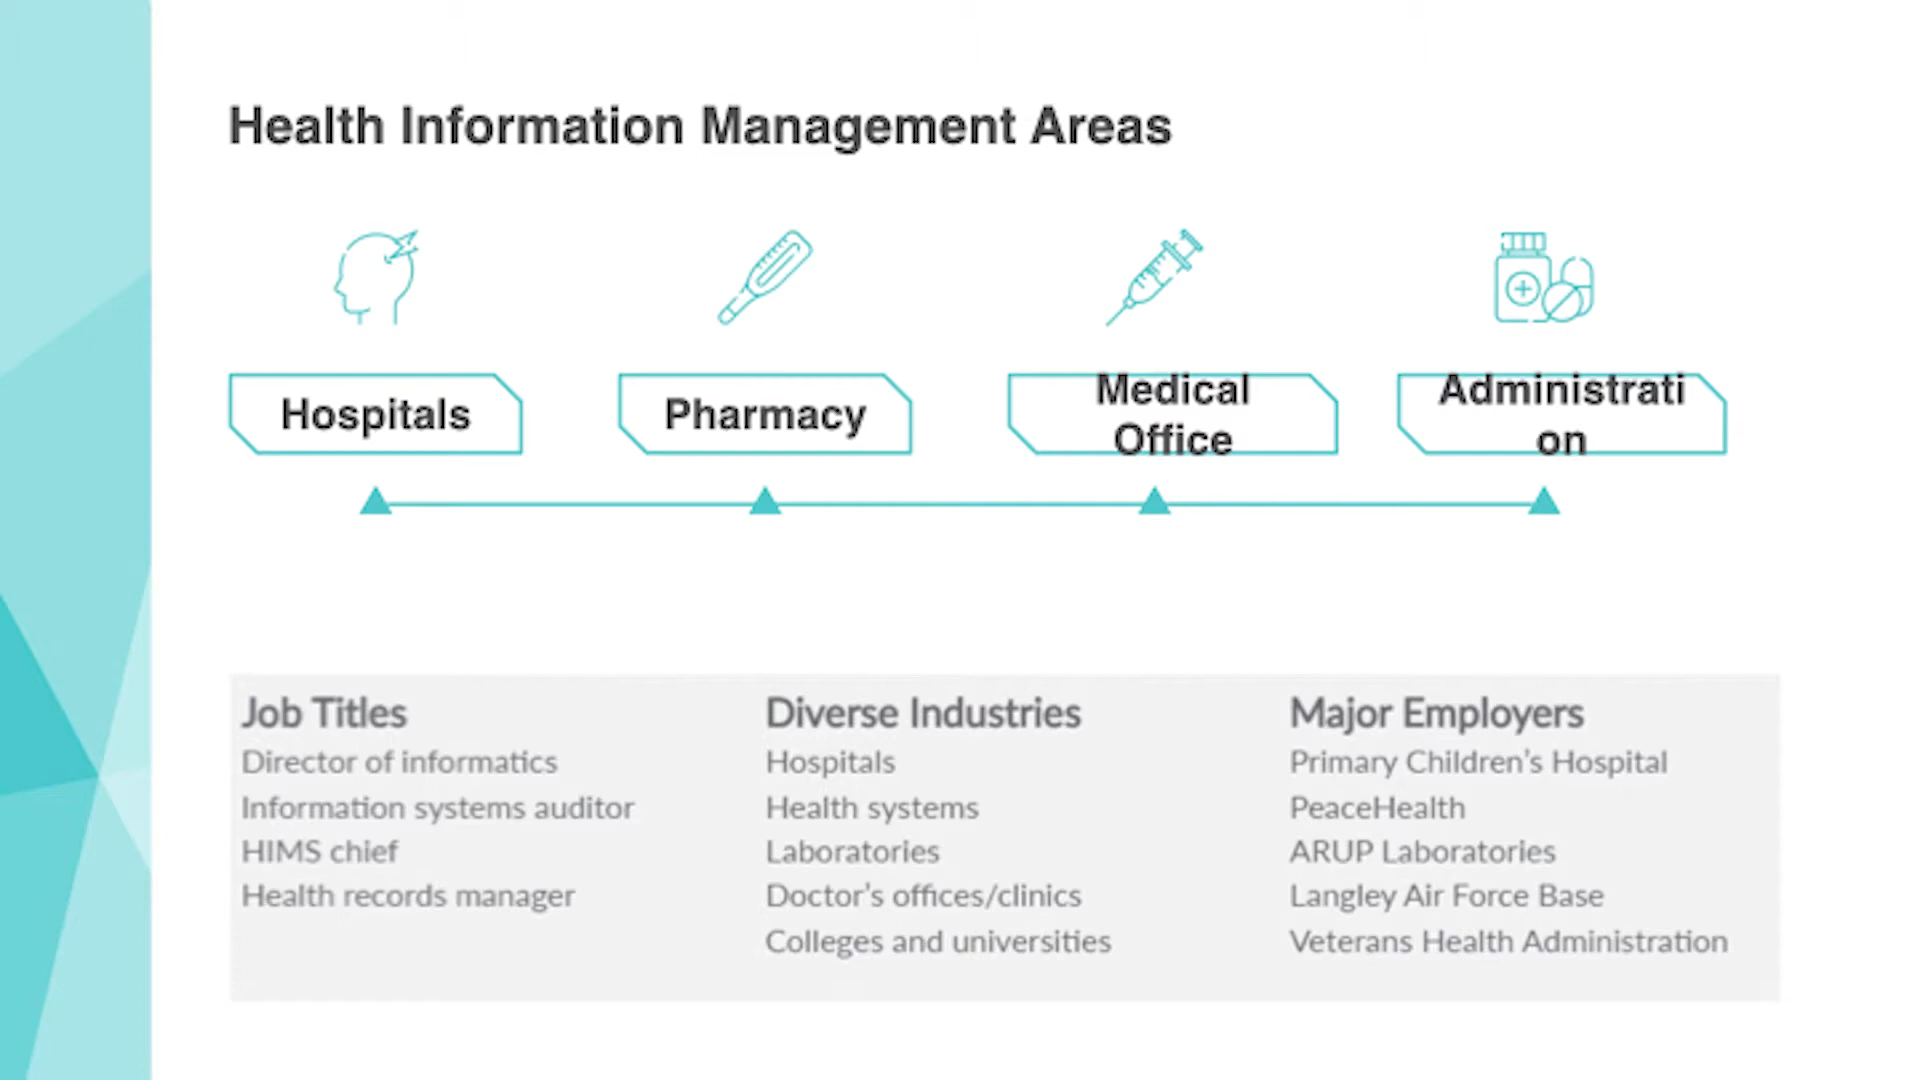 Health Information Management Areas
Hospitals
Pharmacy
Medical
Office
Administrati
on
Job Titles
Director of informatics
Information systems auditor
HIMS chief
Health records manager
Diverse Industries
Hospitals
Health systems
Laboratories
Doctor’s offices/clinics
Colleges and universities
Major Employers
Primary Children’s Hospital
PeaceHealth
ARUP Laboratories
Langley Air Force Base
Veterans Health Administration